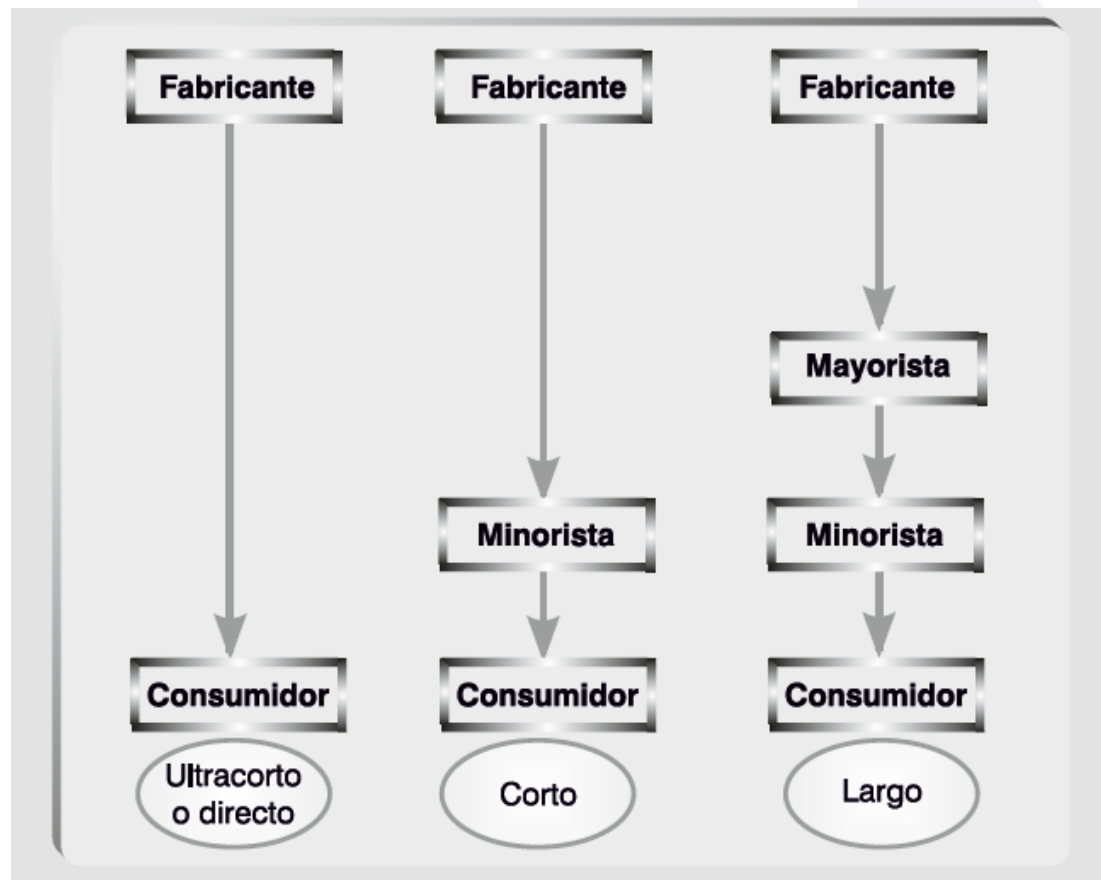 Fabricante
Fabricante
Fabricante
Mayorista
Minorista
Minorista
Consumidor
Consumidor
Consumidor
Ultracorto
o directo
Corto
Largo